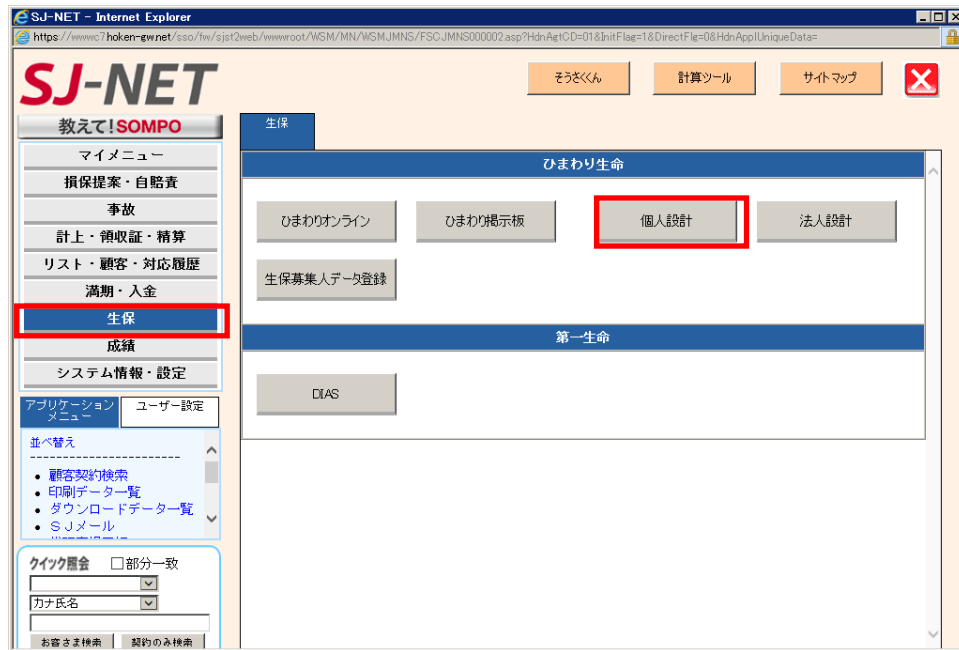 SJ-NET - Internet Explorer
https://wwwc7.hoken-gw.net/sso/fw/sjst2web/wwwroot/WSM/MN/WSMJMNS/FSCJMNS000002.asp?HdnAgtCD=01&InitFlag=1&DirectFlg=0&HdnApplUniqueData=
SJ-NET
そうさくくん
計算ツール
サイトマップ
教えて!SOMPO
マイメニュー
損保提案・自賠責
事故
計上・領収証・精算
リスト・顧客・対応履歴
満期・入金
生保
成績
システム情報・設定
アプリケーション
メニュー
ユーザー設定
並べ替え
------------------------
• 顧客契約検索
• 印刷データ一覧
• ダウンロードデータ一覧
• SJメール
クイック照会 □部分一致
カナ氏名
お客さま検索
契約のみ検索
生保
ひまわり生命
ひまわりオンライン
ひまわり掲示板
個人設計
法人設計
生保募集人データ登録
第一生命
DIAS